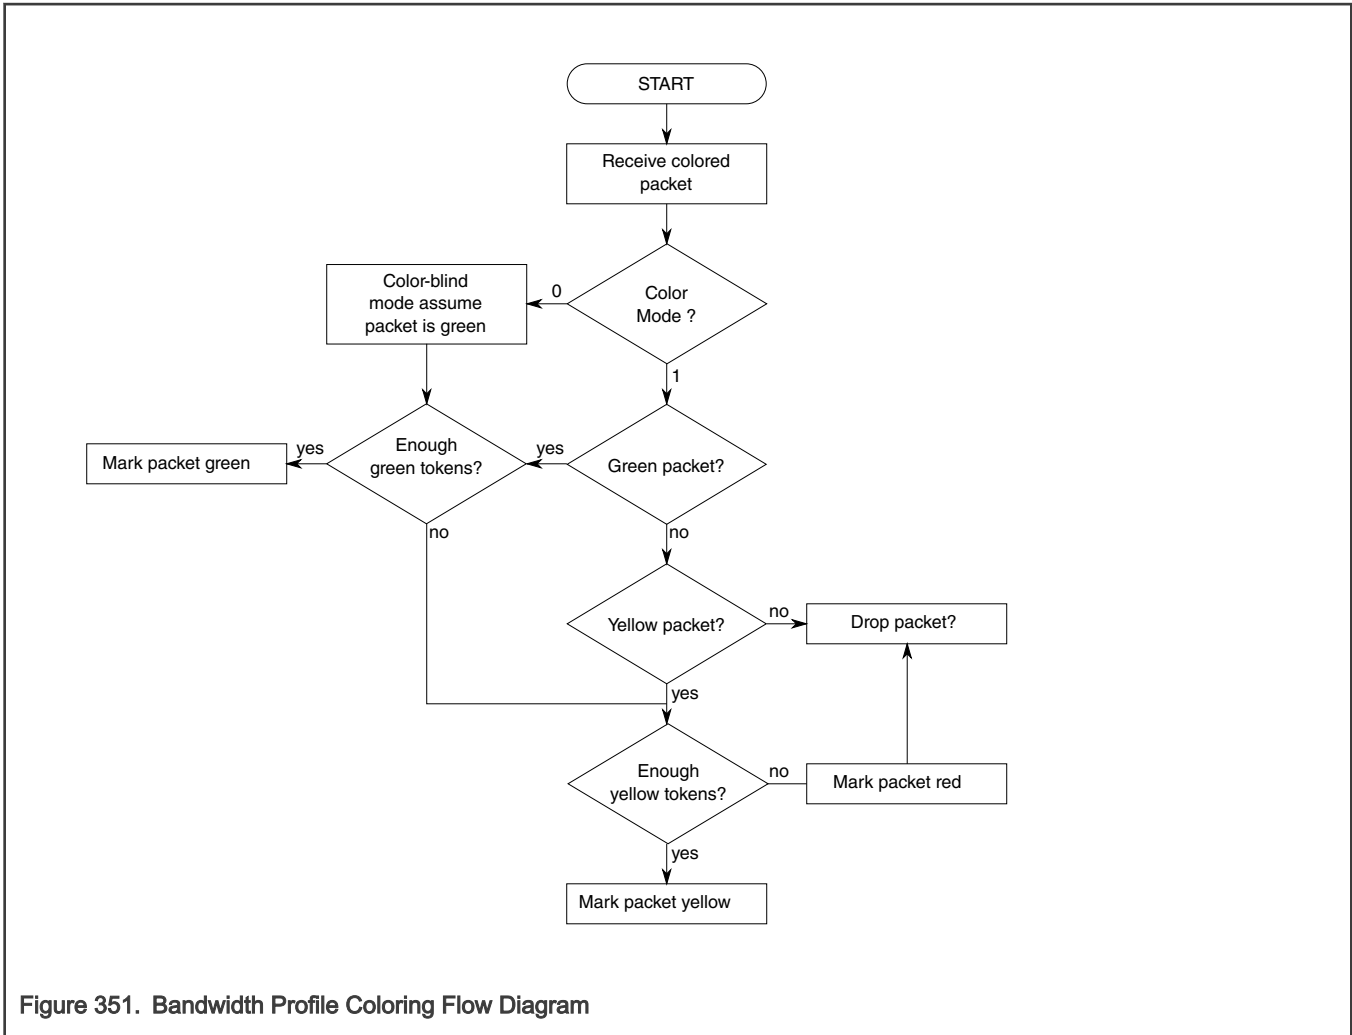 START
Receive colored
packet
Color
Mode ?
0
Color-blind
mode assume
packet is green
1
Green packet?
yes
Enough
green tokens?
yes
Mark packet green
no
no
Yellow packet?
no
Drop packet?
yes
Enough
yellow tokens?
no
Mark packet red
yes
Mark packet yellow
Figure 351. Bandwidth Profile Coloring Flow Diagram